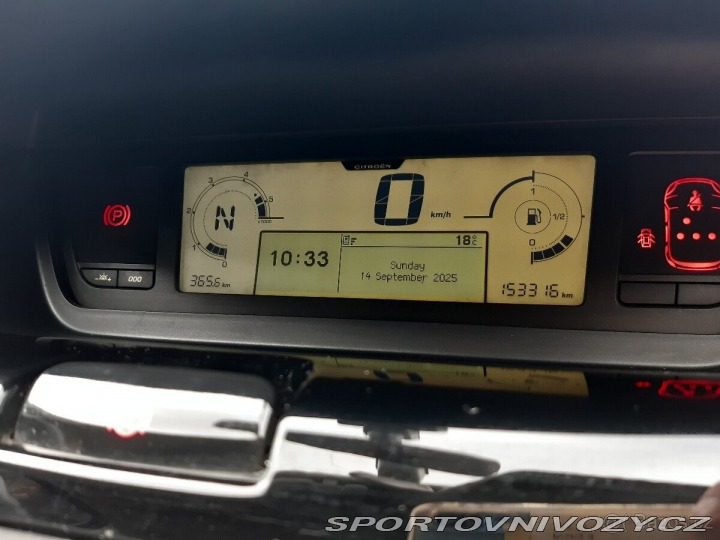 CITROËN
4
3
5
2
x1000
1
0
N
0
km/h
1
1/2
0
10:33
18°C
Sunday
14 September 2025
365.6 km
153316 km
P
000
SPORTOVNIVOZY.CZ